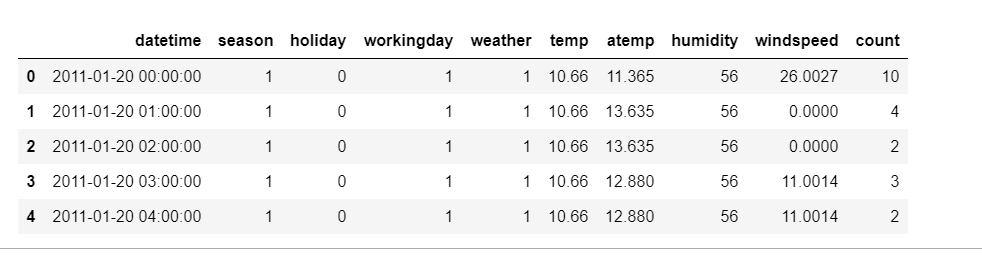 datetime season holiday workingday weather temp atemp humidity windspeed count
0 2011-01-20 00:00:00 1 0 1 1 10.66 11.365 56 26.0027 10
1 2011-01-20 01:00:00 1 0 1 1 10.66 13.635 56 0.0000 4
2 2011-01-20 02:00:00 1 0 1 1 10.66 13.635 56 0.0000 2
3 2011-01-20 03:00:00 1 0 1 1 10.66 12.880 56 11.0014 3
4 2011-01-20 04:00:00 1 0 1 1 10.66 12.880 56 11.0014 2